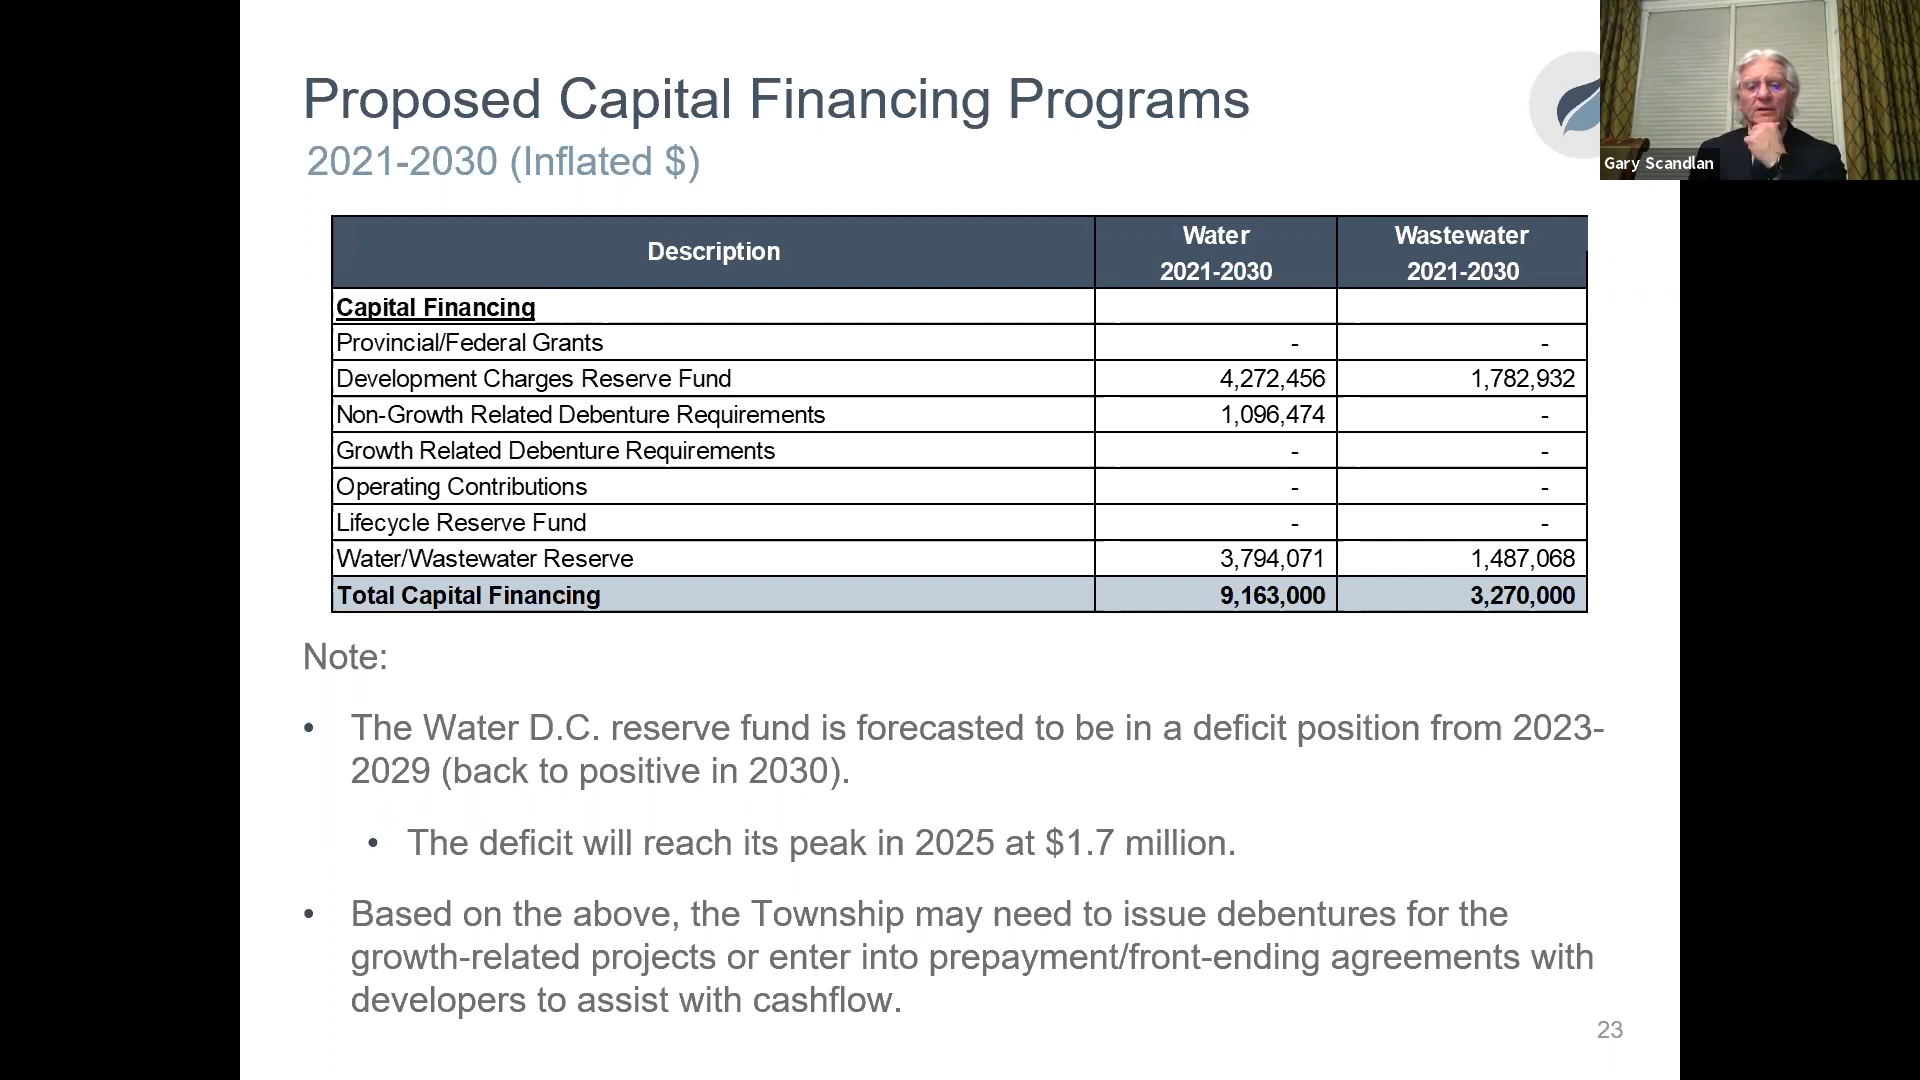 Proposed Capital Financing Programs
2021-2030 (Inflated $)
Gary Scandlan
Description Water 2021-2030 Wastewater 2021-2030
Capital Financing
Provincial/Federal Grants - -
Development Charges Reserve Fund 4,272,456 1,782,932
Non-Growth Related Debenture Requirements 1,096,474 -
Growth Related Debenture Requirements - -
Operating Contributions - -
Lifecycle Reserve Fund - -
Water/Wastewater Reserve 3,794,071 1,487,068
Total Capital Financing 9,163,000 3,270,000
Note:
• The Water D.C. reserve fund is forecasted to be in a deficit position from 2023-
2029 (back to positive in 2030).
• The deficit will reach its peak in 2025 at $1.7 million.
• Based on the above, the Township may need to issue debentures for the
growth-related projects or enter into prepayment/front-ending agreements with
developers to assist with cashflow.
23